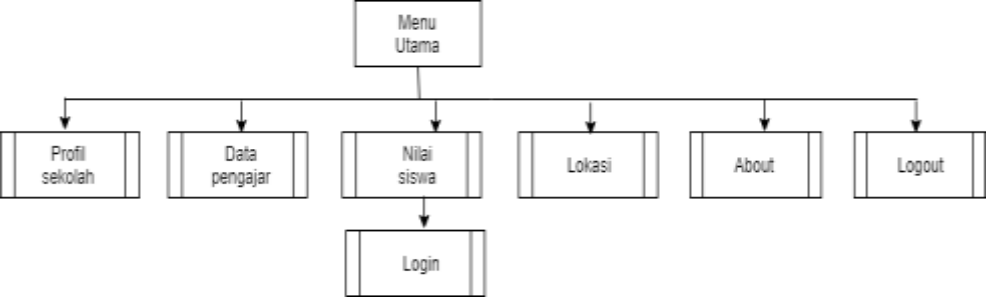 Menu
Utama
Profil
sekolah
Data
pengajar
Nilai
siswa
Lokasi
About
Logout
Login